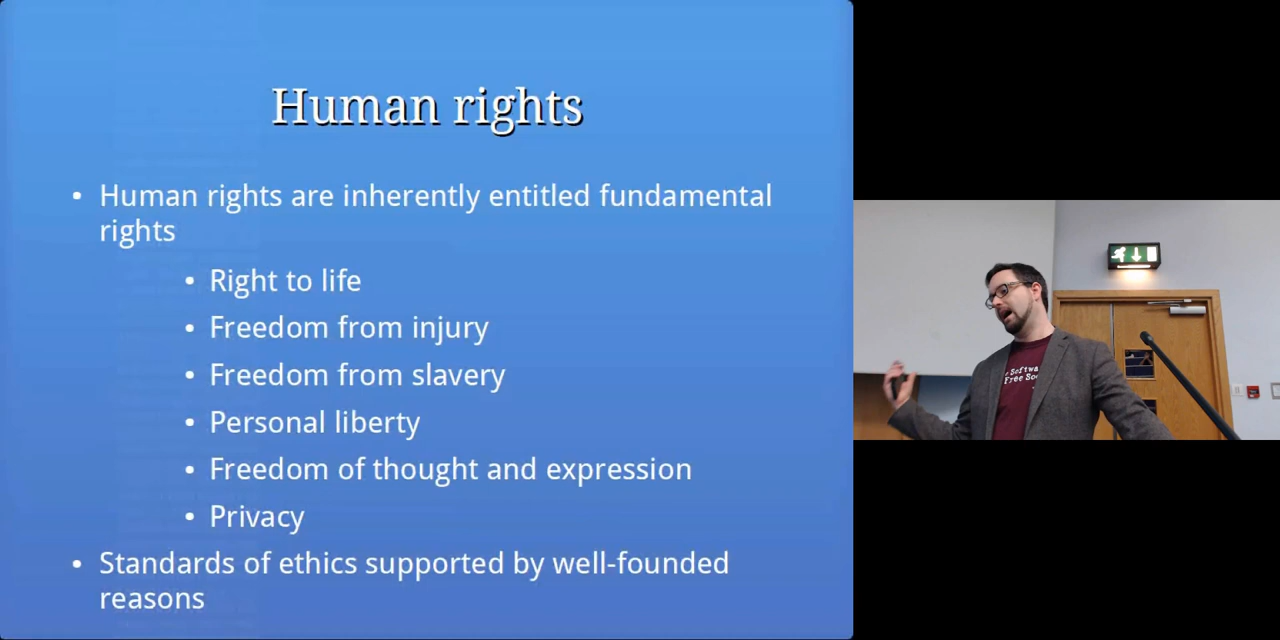 Human rights
• Human rights are inherently entitled fundamental
rights
• Right to life
• Freedom from injury
• Freedom from slavery
• Personal liberty
• Freedom of thought and expression
• Privacy
• Standards of ethics supported by well-founded
reasons
Free